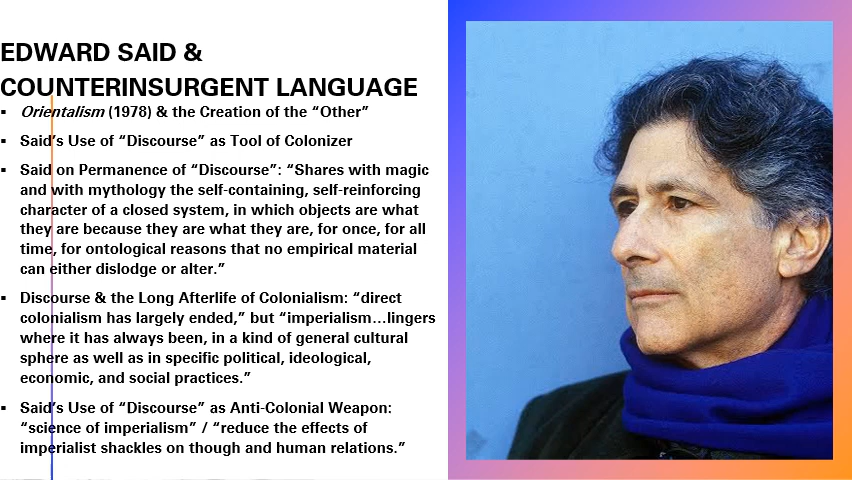 EDWARD SAID &
COUNTERINSURGENT LANGUAGE
▪ Orientalism (1978) & the Creation of the “Other”
▪ Said’s Use of “Discourse” as Tool of Colonizer
▪ Said on Permanence of “Discourse”: “Shares with magic
and with mythology the self-containing, self-reinforcing
character of a closed system, in which objects are what
they are because they are what they are, for once, for all
time, for ontological reasons that no empirical material
can either dislodge or alter.”
▪ Discourse & the Long Afterlife of Colonialism: “direct
colonialism has largely ended,” but “imperialism…lingers
where it has always been, in a kind of general cultural
sphere as well as in specific political, ideological,
economic, and social practices.”
▪ Said’s Use of “Discourse” as Anti-Colonial Weapon:
“science of imperialism” / “reduce the effects of
imperialist shackles on though and human relations.”